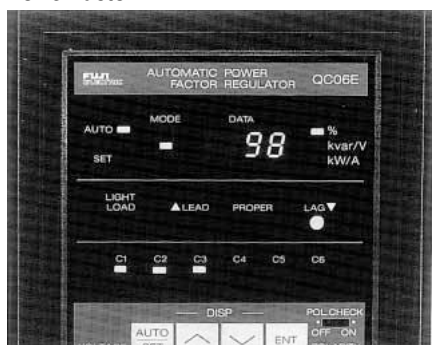 FUJI
ELECTRIC
AUTOMATIC POWER
FACTOR REGULATOR
QC06E
MODE
DATA
AUTO
98
%
kvar/V
SET
kW/A
LIGHT
LOAD
▲LEAD
PROPER
LAG▼
C1 C2 C3 C4 C5 C6
DISP
POL.CHECK
AUTO
ENT
OFF ON